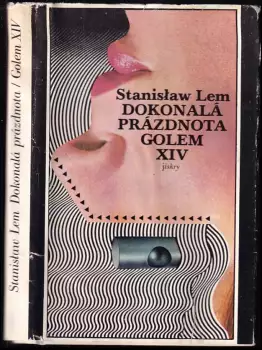 Stanisław Lem Dokonalá prázdnota / Golem XIV
Stanisław Lem
DOKONALÁ
PRÁZDNOTA
GOLEM
XIV
jiskry